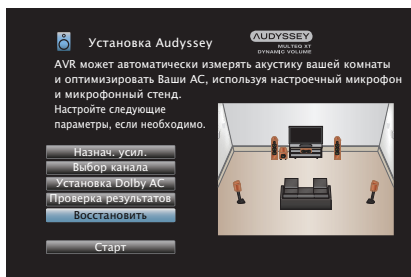 Установка Audyssey
AUDYSSEY
MULTEQ XT
DYNAMIC VOLUME
AVR может автоматически измерять акустику вашей комнаты
и оптимизировать Ваши АС, используя настроечный микрофон
и микрофонный стенд.
Настройте следующие
параметры, если необходимо.
Назнач. усил.
Выбор канала
Установка Dolby АС
Проверка результатов
Восстановить
Старт